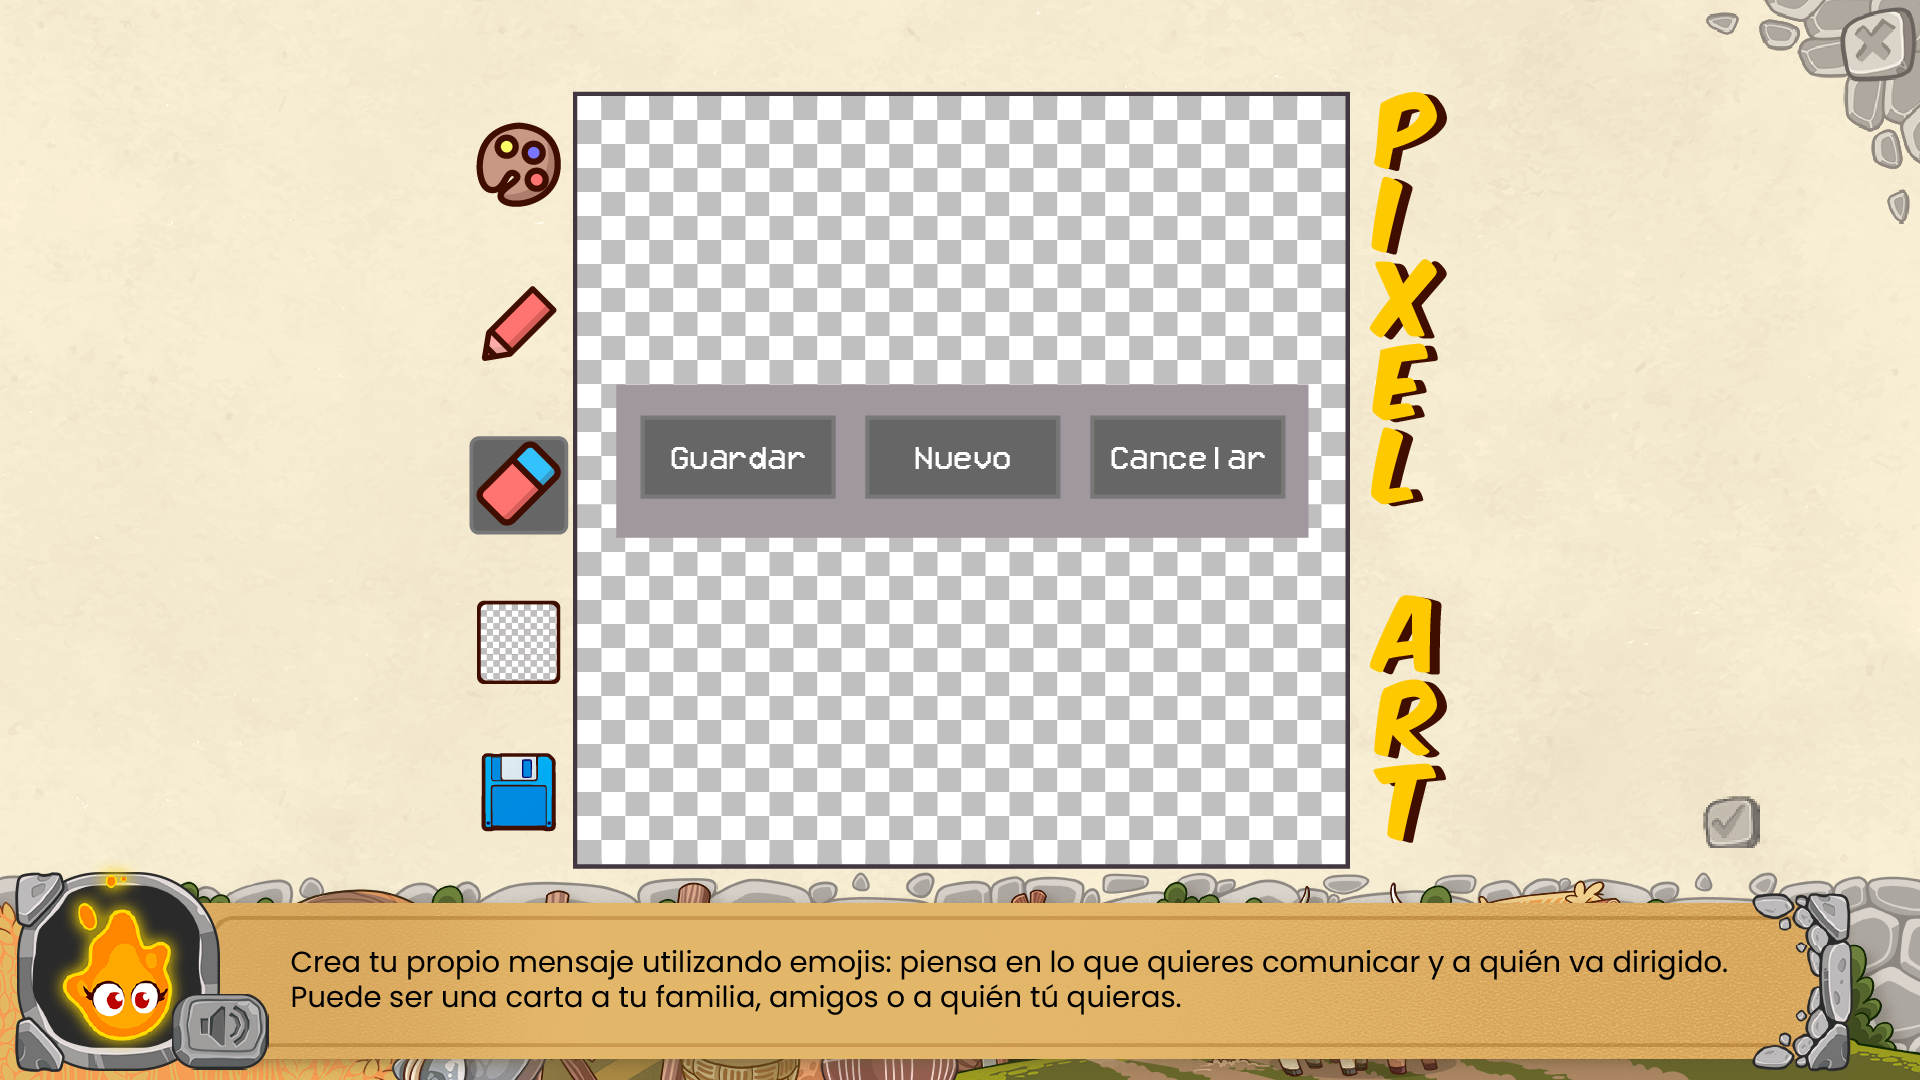 PIXEL ART
Guardar
Nuevo
Cancelar
Crea tu propio mensaje utilizando emojis: piensa en lo que quieres comunicar y a quién va dirigido.
Puede ser una carta a tu familia, amigos o a quién tú quieras.